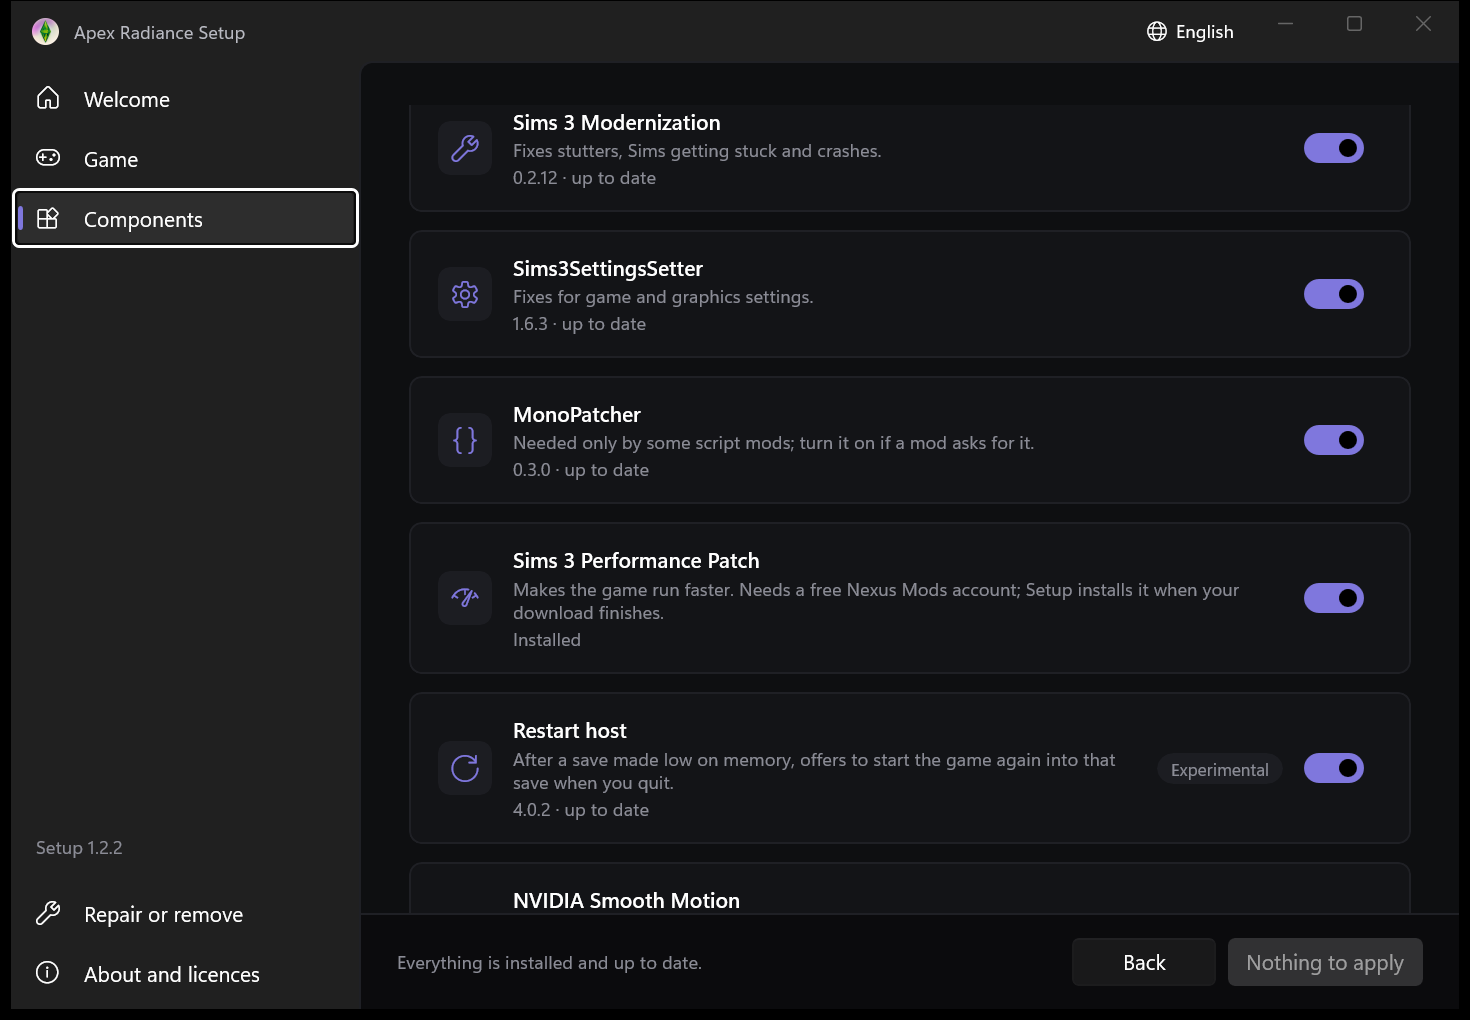 Apex Radiance Setup
English
Welcome
Game
Components
Setup 1.2.2
Repair or remove
About and licences
Sims 3 Modernization
Fixes stutters, Sims getting stuck and crashes.
0.2.12 · up to date
Sims3SettingsSetter
Fixes for game and graphics settings.
1.6.3 · up to date
MonoPatcher
Needed only by some script mods; turn it on if a mod asks for it.
0.3.0 · up to date
Sims 3 Performance Patch
Makes the game run faster. Needs a free Nexus Mods account; Setup installs it when your
download finishes.
Installed
Restart host
After a save made low on memory, offers to start the game again into that
save when you quit.
4.0.2 · up to date
Experimental
NVIDIA Smooth Motion
Everything is installed and up to date.
Back
Nothing to apply